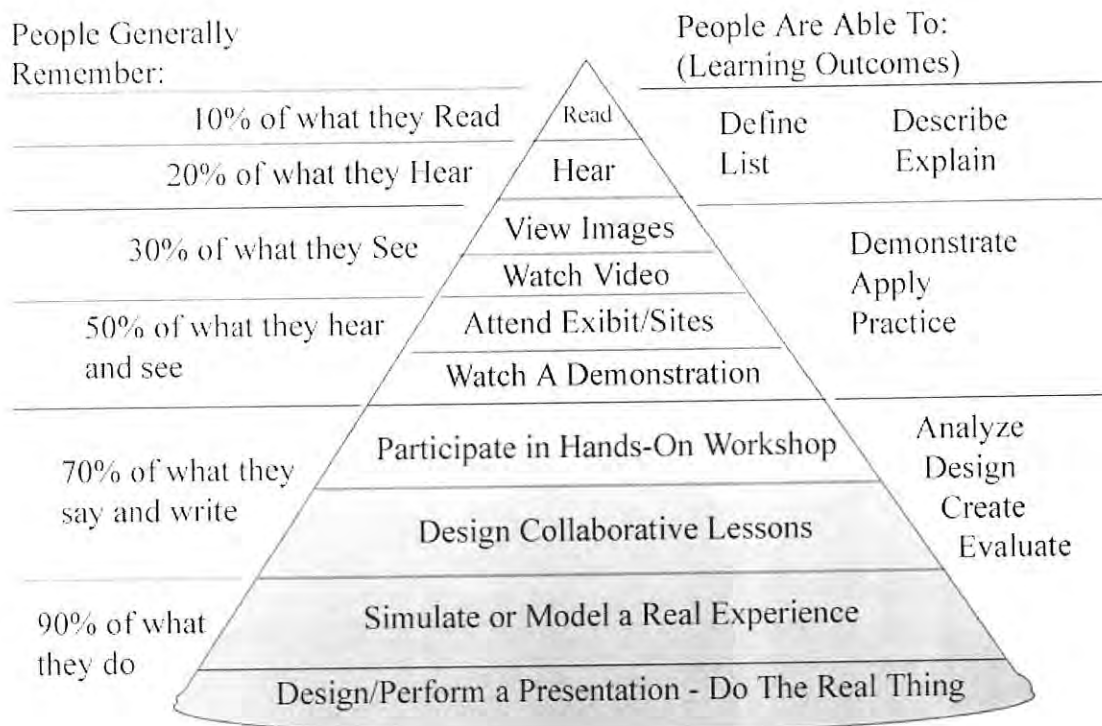 People Generally
Remember:
People Are Able To:
(Learning Outcomes)
10% of what they Read
Read
Define
Describe
List
Explain
20% of what they Hear
Hear
30% of what they See
View Images
Watch Video
Demonstrate
Apply
Practice
50% of what they hear
and see
Attend Exibit/Sites
Watch A Demonstration
70% of what they
say and write
Participate in Hands-On Workshop
Design Collaborative Lessons
Analyze
Design
Create
Evaluate
90% of what
they do
Simulate or Model a Real Experience
Design/Perform a Presentation - Do The Real Thing